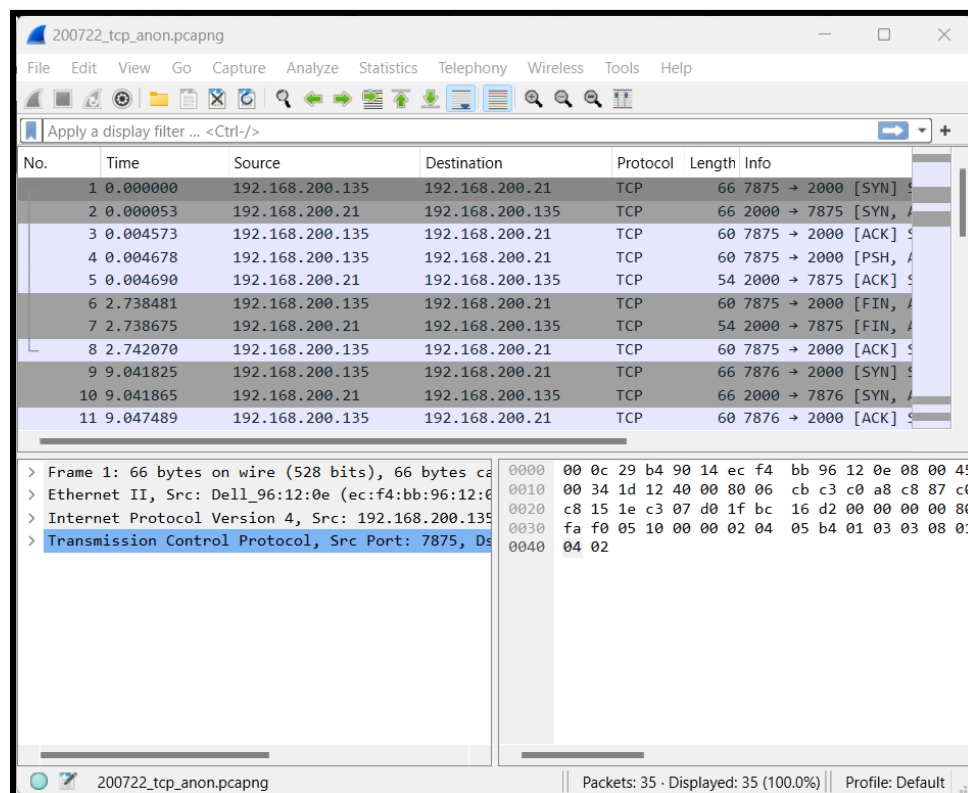 200722_tcp_anon.pcapng
File Edit View Go Capture Analyze Statistics Telephony Wireless Tools Help
Apply a display filter ... <Ctrl-/>
No. Time Source Destination Protocol Length Info
1 0.000000 192.168.200.135 192.168.200.21 TCP 66 7875 → 2000 [SYN]
2 0.000053 192.168.200.21 192.168.200.135 TCP 66 2000 → 7875 [SYN,
3 0.004573 192.168.200.135 192.168.200.21 TCP 60 7875 → 2000 [ACK]
4 0.004678 192.168.200.135 192.168.200.21 TCP 60 7875 → 2000 [PSH,
5 0.004690 192.168.200.21 192.168.200.135 TCP 54 2000 → 7875 [ACK]
6 2.738481 192.168.200.135 192.168.200.21 TCP 60 7875 → 2000 [FIN,
7 2.738675 192.168.200.21 192.168.200.135 TCP 54 2000 → 7875 [FIN,
8 2.742070 192.168.200.135 192.168.200.21 TCP 60 7875 → 2000 [ACK]
9 9.041825 192.168.200.135 192.168.200.21 TCP 66 7876 → 2000 [SYN]
10 9.041865 192.168.200.21 192.168.200.135 TCP 66 2000 → 7876 [SYN,
11 9.047489 192.168.200.135 192.168.200.21 TCP 60 7876 → 2000 [ACK]
Frame 1: 66 bytes on wire (528 bits), 66 bytes ca
Ethernet II, Src: Dell_96:12:0e (ec:f4:bb:96:12:0
Internet Protocol Version 4, Src: 192.168.200.135
Transmission Control Protocol, Src Port: 7875, Ds
0000 00 0c 29 b4 90 14 ec f4 bb 96 12 0e 08 00 45
0010 00 34 1d 12 40 00 80 06 cb c3 c0 a8 c8 87 c0
0020 c8 15 1e c3 07 d0 1f bc 16 d2 00 00 00 00 80
0030 fa f0 05 10 00 00 02 04 05 b4 01 03 03 08 01
0040 04 02
200722_tcp_anon.pcapng Packets: 35 · Displayed: 35 (100.0%) Profile: Default